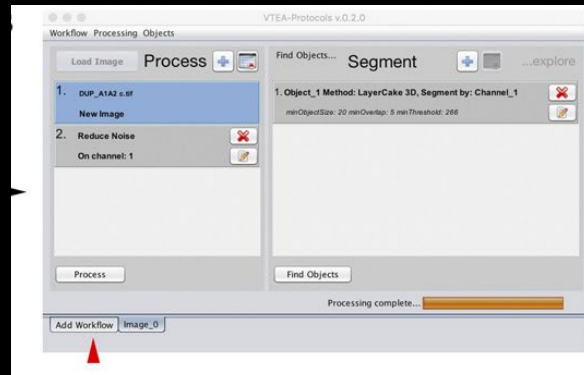 VTEA-Protocols v.0.2.0
Workflow Processing Objects
Load Image Process
Find Objects... Segment ...explore
1. DUP_A1A2 c.tif
New Image
2. Reduce Noise
On channel: 1
1. Object_1 Method: LayerCake 3D, Segment by: Channel_1
minObjectSize: 20 minOverlap: 5 minThreshold: 266
Process
Find Objects
Processing complete...
Add Workflow Image_0